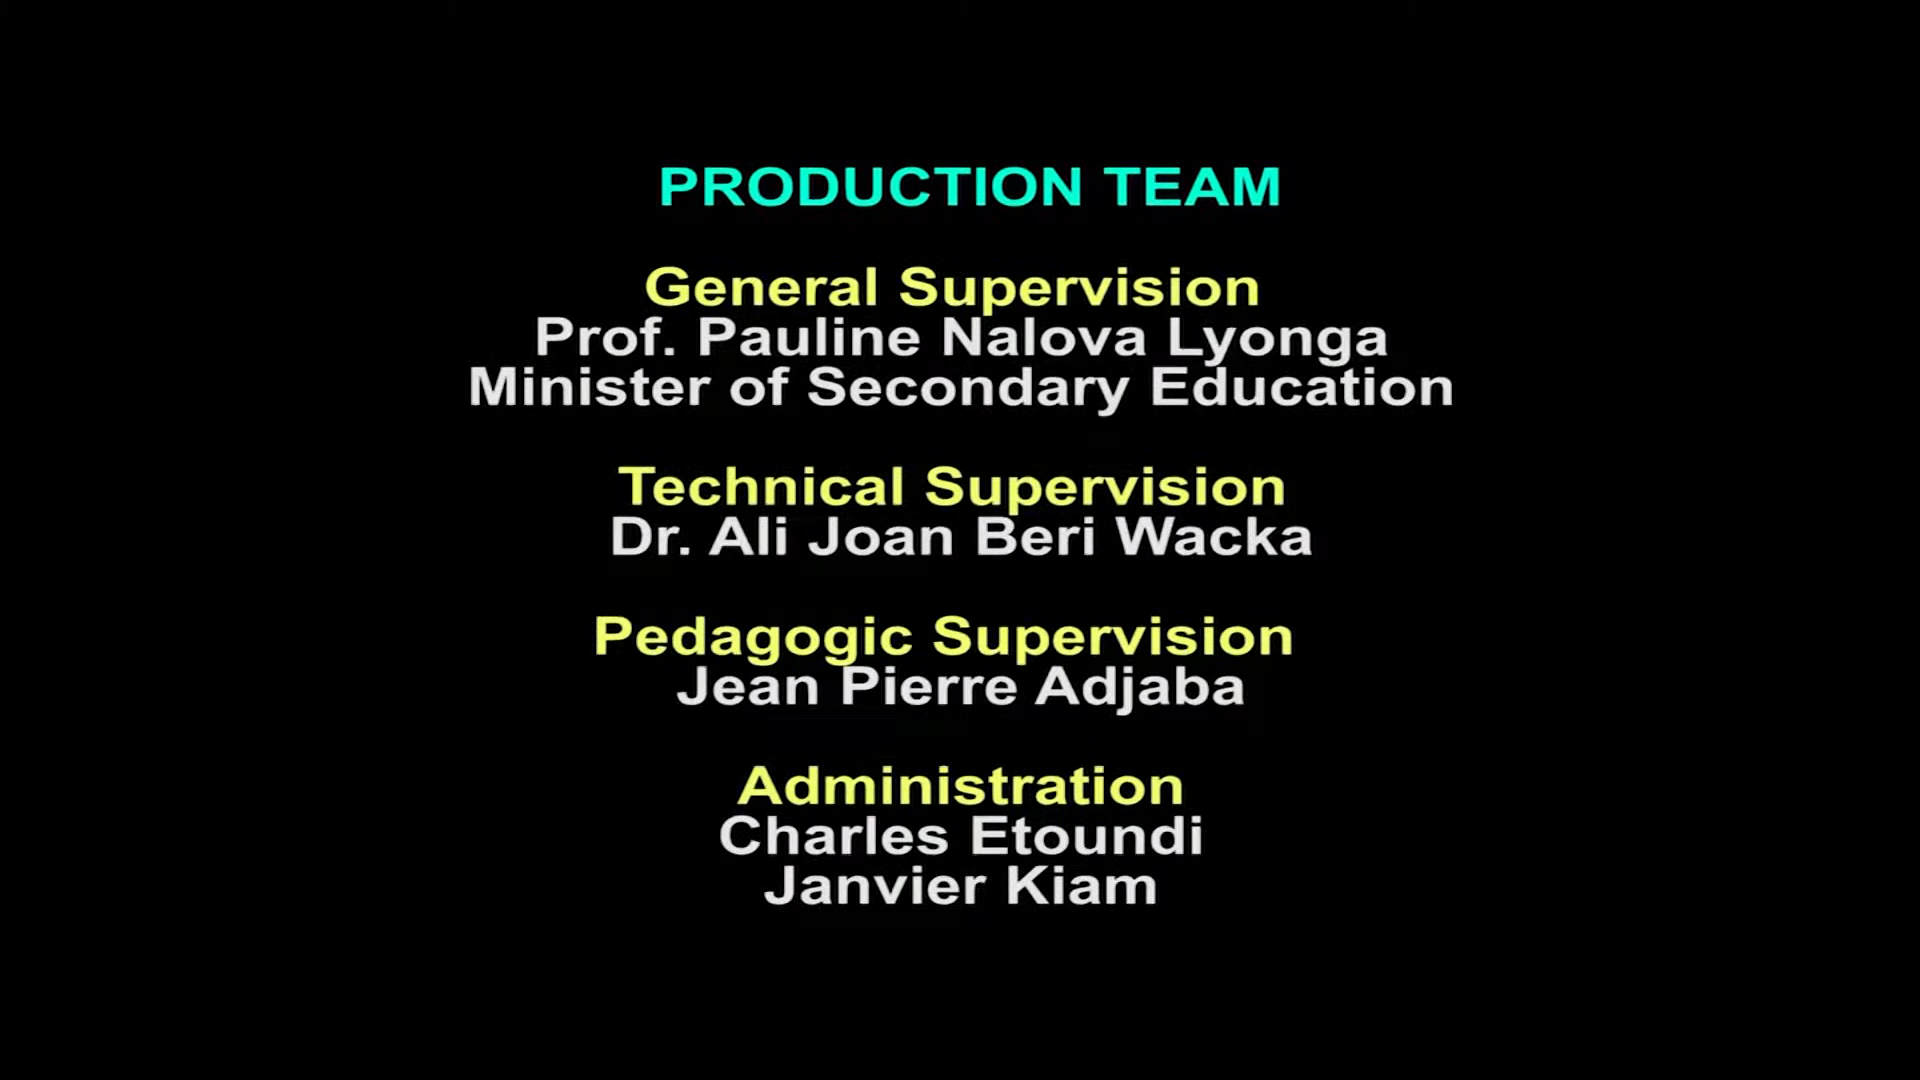 PRODUCTION TEAM
General Supervision
Prof. Pauline Nalova Lyonga
Minister of Secondary Education
Technical Supervision
Dr. Ali Joan Beri Wacka
Pedagogic Supervision
Jean Pierre Adjaba
Administration
Charles Etoundi
Janvier Kiam